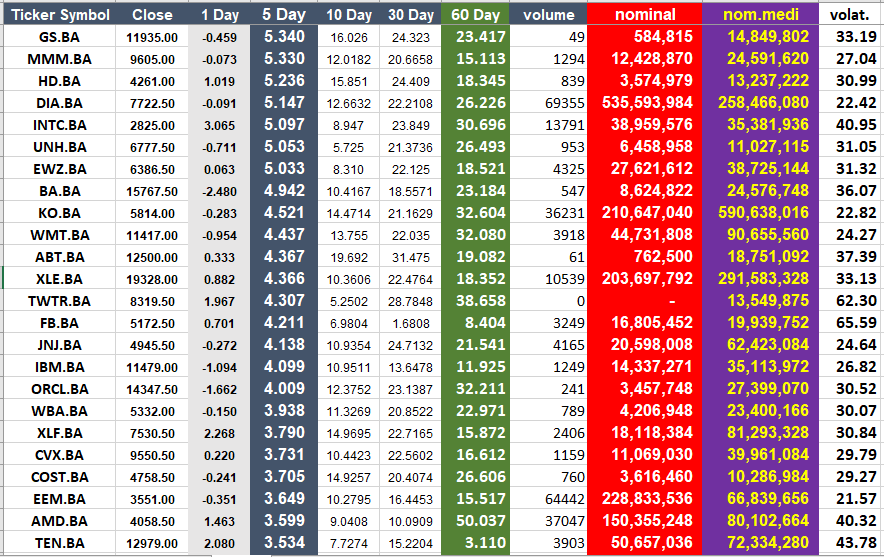 Ticker Symbol Close 1 Day 5 Day 10 Day 30 Day 60 Day volume nominal nom.medi volat.
GS.BA 11935.00 -0.459 5.340 16.026 24.323 23.417 49 584,815 14,849,802 33.19
MMM.BA 9605.00 -0.073 5.330 12.0182 20.6658 15.113 1294 12,428,870 24,591,620 27.04
HD.BA 4261.00 1.019 5.236 15.851 24.409 18.345 839 3,574,979 13,237,222 30.99
DIA.BA 7722.50 -0.091 5.147 12.6632 22.2108 26.226 69355 535,593,984 258,466,080 22.42
INTC.BA 2825.00 3.065 5.097 8.947 23.849 30.696 13791 38,959,576 35,381,936 40.95
UNH.BA 6777.50 -0.711 5.053 5.725 21.3736 26.493 953 6,458,958 11,027,115 31.05
EWZ.BA 6386.50 0.063 5.033 8.310 22.125 18.521 4325 27,621,612 38,725,144 31.32
BA.BA 15767.50 -2.480 4.942 10.4167 18.5571 23.184 547 8,624,822 24,576,748 36.07
KO.BA 5814.00 -0.283 4.521 14.4714 21.1629 32.604 36231 210,647,040 590,638,016 22.82
WMT.BA 11417.00 -0.954 4.437 13.755 22.035 32.080 3918 44,731,808 90,655,560 24.27
ABT.BA 12500.00 0.333 4.367 19.692 31.475 19.082 61 762,500 18,751,092 37.39
XLE.BA 19328.00 0.882 4.366 10.3606 22.4764 18.352 10539 203,697,792 291,583,328 33.13
TWTR.BA 8319.50 1.967 4.307 5.2502 28.7848 38.658 0 - 13,549,875 62.30
FB.BA 5172.50 0.701 4.211 6.9804 1.6808 8.404 3249 16,805,452 19,939,752 65.59
JNJ.BA 4945.50 -0.272 4.138 10.9354 24.7132 21.541 4165 20,598,008 62,423,084 24.64
IBM.BA 11479.00 -1.094 4.099 10.9511 13.6478 11.925 1249 14,337,271 35,113,972 26.82
ORCL.BA 14347.50 -1.662 4.009 12.3752 23.1387 32.211 241 3,457,748 27,399,070 30.52
WBA.BA 5332.00 -0.150 3.938 11.3269 20.8522 22.971 789 4,206,948 23,400,166 30.07
XLF.BA 7530.50 2.268 3.790 14.9695 22.7165 15.872 2406 18,118,384 81,293,328 30.84
CVX.BA 9550.50 0.220 3.731 10.4423 22.5602 16.612 1159 11,069,030 39,961,084 29.79
COST.BA 4758.50 -0.241 3.705 14.9257 20.4074 26.606 760 3,616,460 10,286,984 29.27
EEM.BA 3551.00 -0.351 3.649 10.2795 16.4453 15.517 64442 228,833,536 66,839,656 21.57
AMD.BA 4058.50 1.463 3.599 9.0408 10.0909 50.037 37047 150,355,248 80,102,664 40.32
TEN.BA 12979.00 2.080 3.534 7.7274 15.2204 3.110 3903 50,657,036 72,334,280 43.78